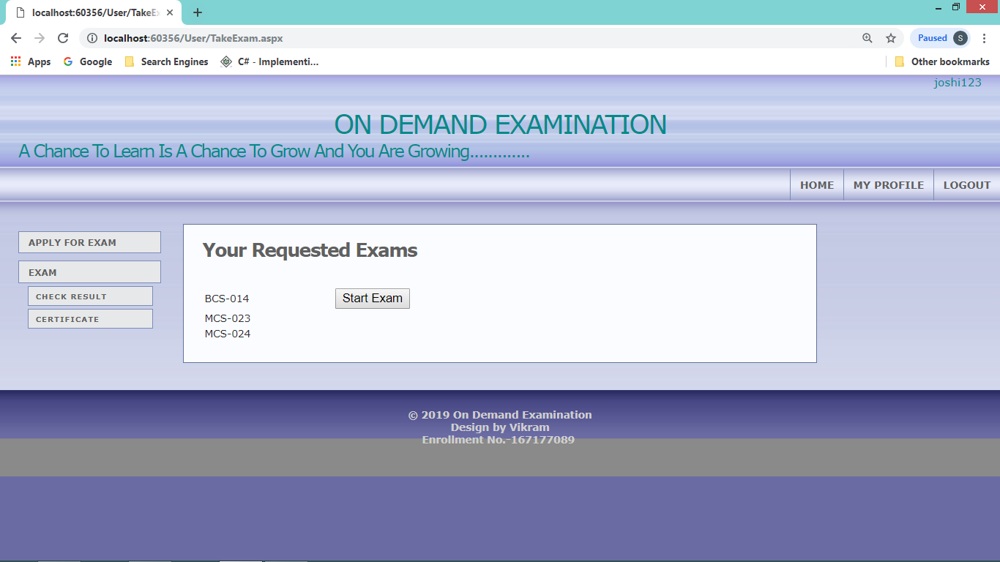 localhost:60356/User/TakeEx
localhost:60356/User/TakeExam.aspx
Paused S
Apps Google Search Engines C# - Implementi... Other bookmarks
joshi123
ON DEMAND EXAMINATION
A Chance To Learn Is A Chance To Grow And You Are Growing.............
HOME MY PROFILE LOGOUT
APPLY FOR EXAM
EXAM
CHECK RESULT
CERTIFICATE
Your Requested Exams
BCS-014 Start Exam
MCS-023
MCS-024
© 2019 On Demand Examination
Design by Vikram
Enrollment No.-167177089